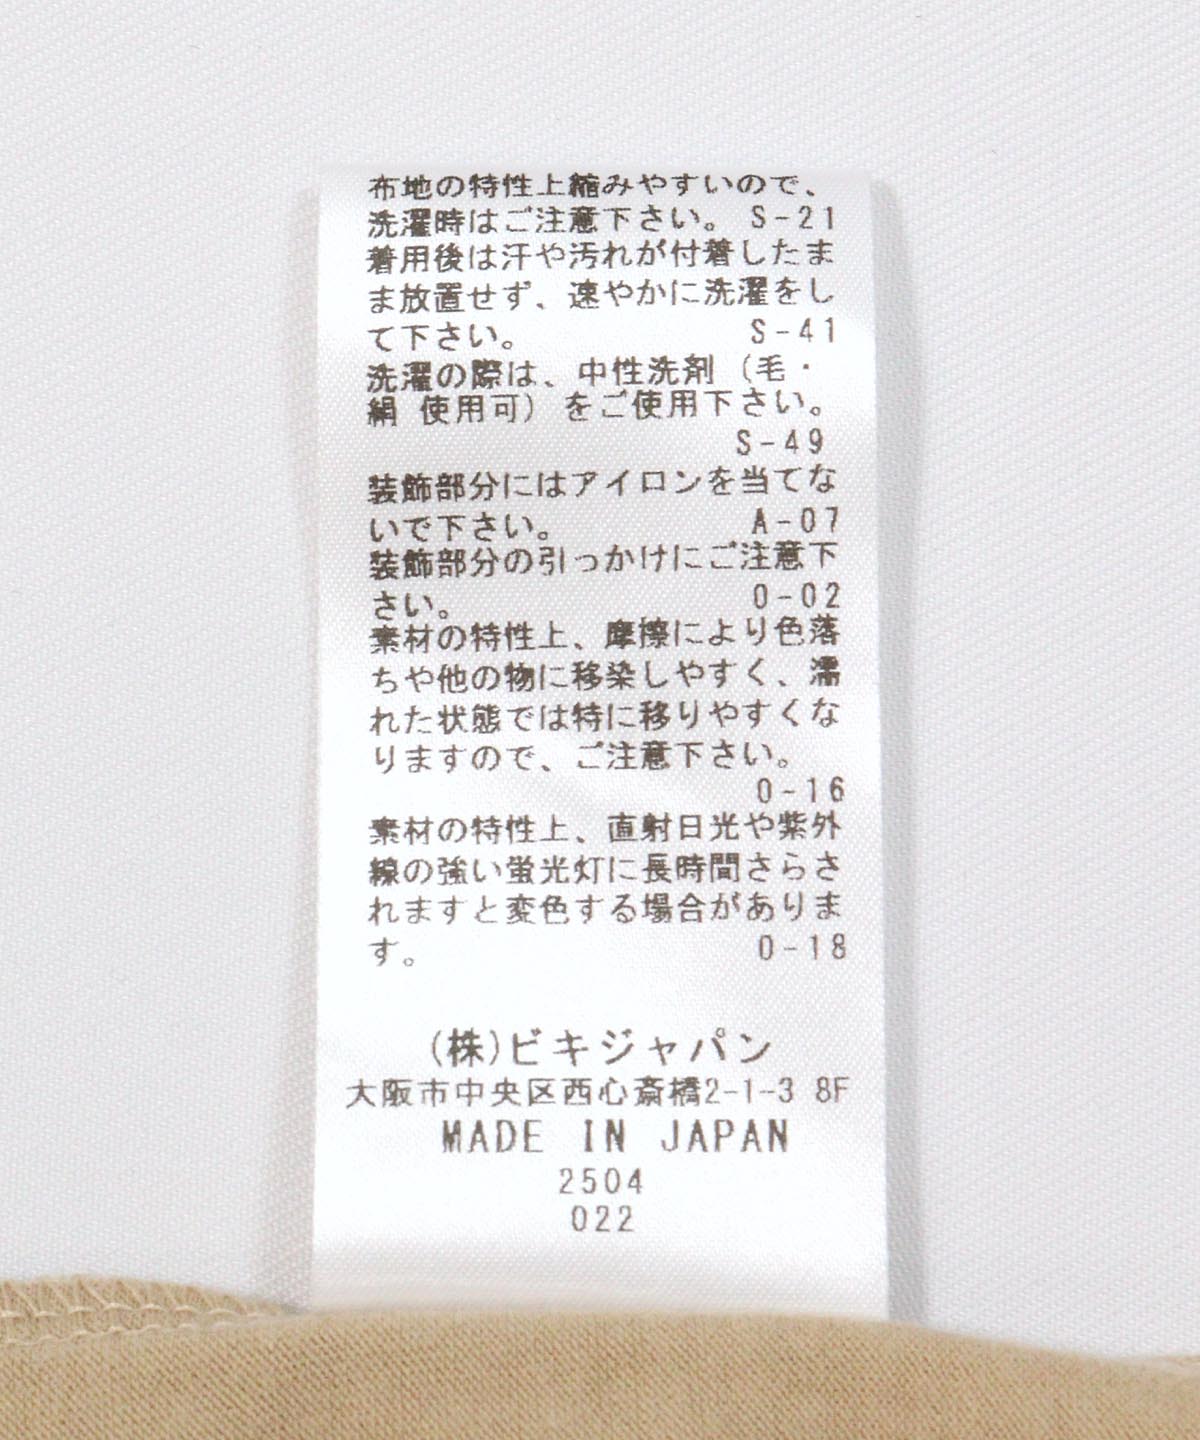 布地の特性上縮みやすいので、
洗濯時はご注意下さい。 S-21
着用後は汗や汚れが付着したま
ま放置せず、速やかに洗濯をし
て下さい。 S-41
洗濯の際は、中性洗剤（毛・
絹 使用可）をご使用下さい。
S-49
装飾部分にはアイロンを当てな
いで下さい。 A-07
装飾部分の引っかけにご注意下
さい。 O-02
素材の特性上、摩擦により色落
ちや他の物に移染しやすく、濡
れた状態では特に移りやすくな
りますので、ご注意下さい。
O-16
素材の特性上、直射日光や紫外
線の強い蛍光灯に長時間さらさ
れますと変色する場合がありま
す。 O-18
(株)ビキジャパン
大阪市中央区西心斎橋2-1-3 8F
MADE IN JAPAN
2504
022